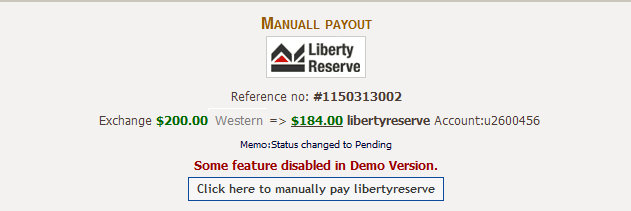 MANUALL PAYOUT
Liberty
Reserve
Reference no: #1150313002
Exchange $200.00 Western => $184.00 libertyreserve Account:u2600456
Memo:Status changed to Pending
Some feature disabled in Demo Version.
Click here to manually pay libertyreserve